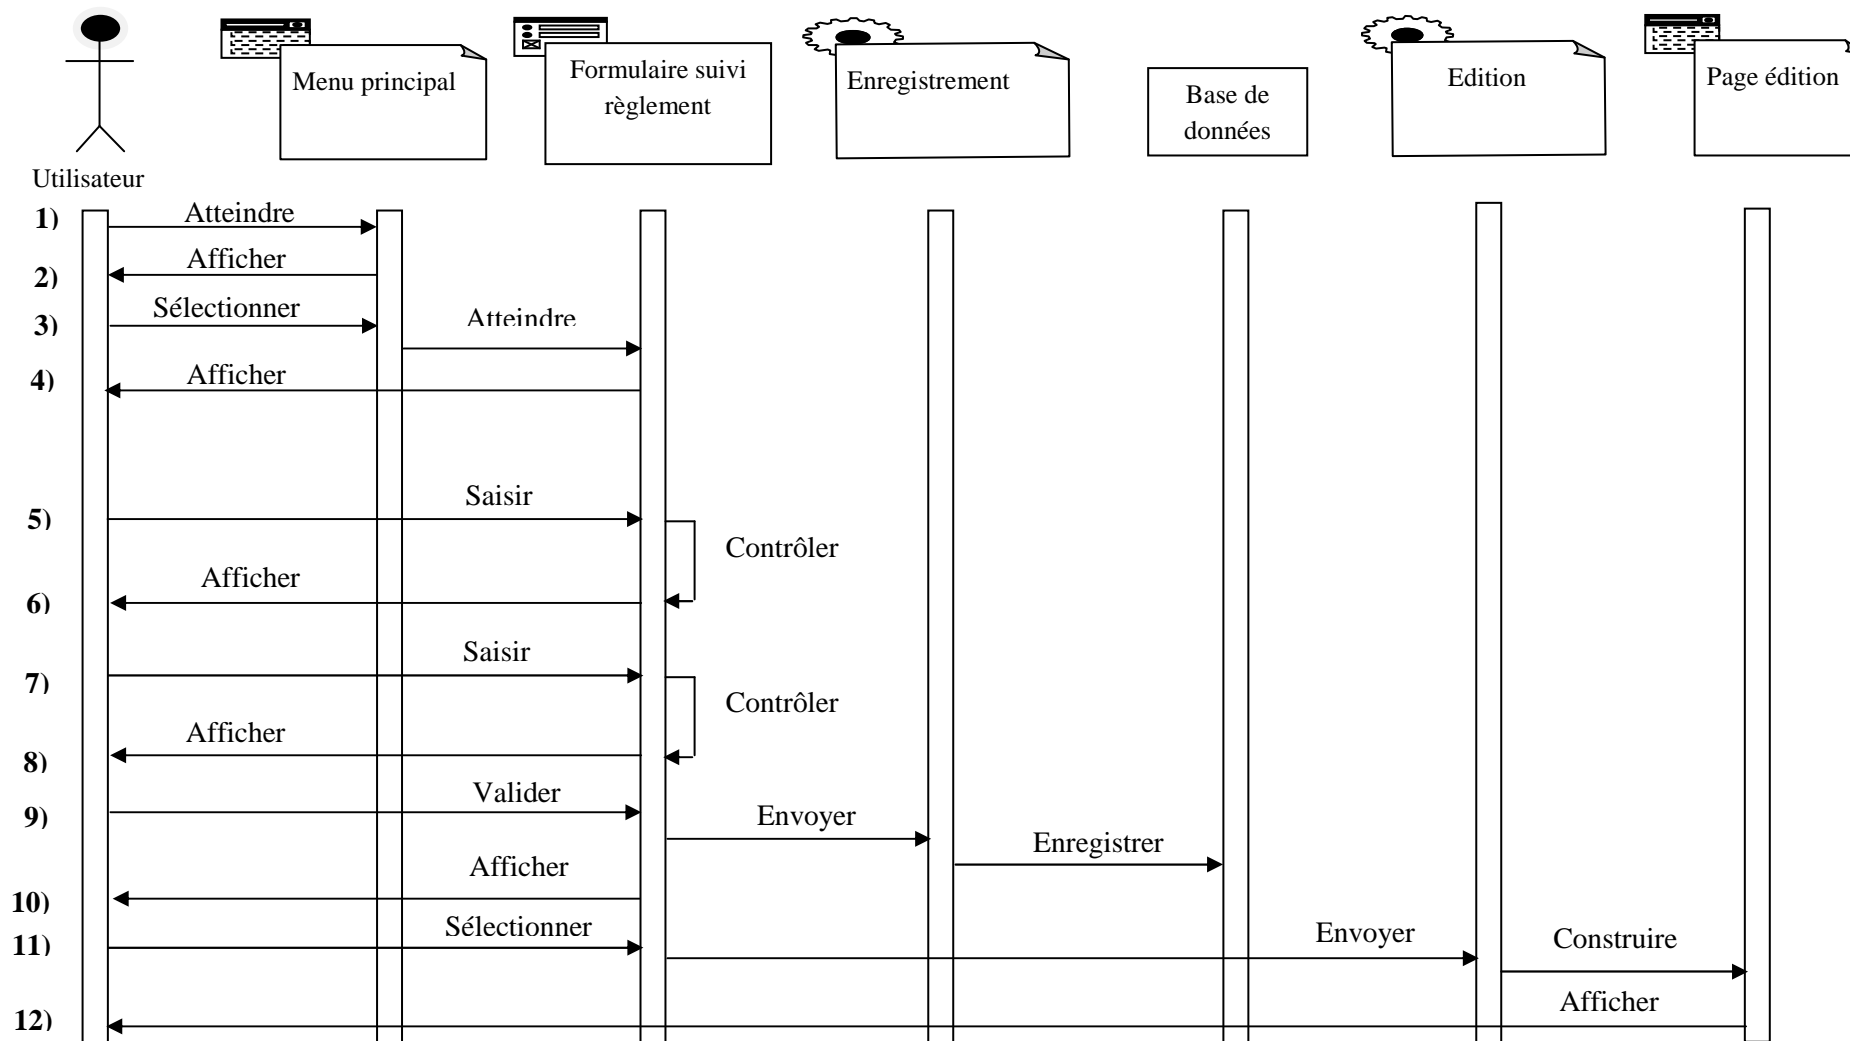 Menu principal
Formulaire suivi
règlement
Enregistrement
Base de
données
Edition
Page édition
Utilisateur
1)
Atteindre
2)
Afficher
3)
Sélectionner
Atteindre
4)
Afficher
5)
Saisir
Contrôler
6)
Afficher
7)
Saisir
Contrôler
8)
Afficher
9)
Valider
Envoyer
Enregistrer
10)
Afficher
11)
Sélectionner
Envoyer
Construire
12)
Afficher